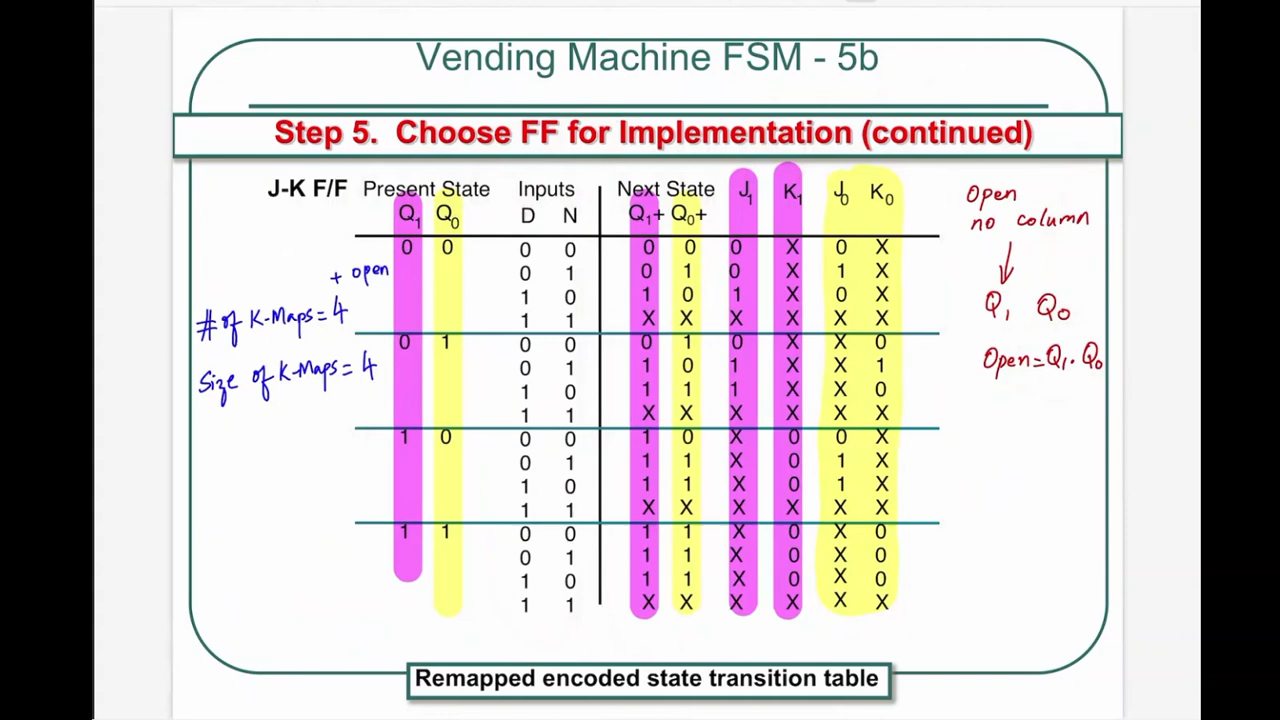 Vending Machine FSM - 5b
Step 5. Choose FF for Implementation (continued)
J-K F/F Present State Inputs Next State J1 K1 J0 K0
Q1 Q0 D N Q1+ Q0+
0 0 0 0 0 0 0 X 0 X
0 1 0 1 0 X 1 X
1 0 1 0 1 X 0 X
1 1 X X X X X X
0 1 0 0 0 1 0 X X 0
0 1 1 0 1 X X 1
1 0 1 1 1 X X 0
1 1 X X X X X X
1 0 0 0 1 0 X 0 0 X
0 1 1 1 X 0 1 X
1 0 1 1 X 0 1 X
1 1 X X X X X X
1 1 0 0 1 1 X 0 X 0
0 1 1 1 X 0 X 0
1 0 1 1 X 0 X 0
1 1 X X X X X X
+ open
# of K-Maps = 4
Size of K-Maps = 4
Open
no column
Q1 Q0
Open = Q1 · Q0
Remapped encoded state transition table